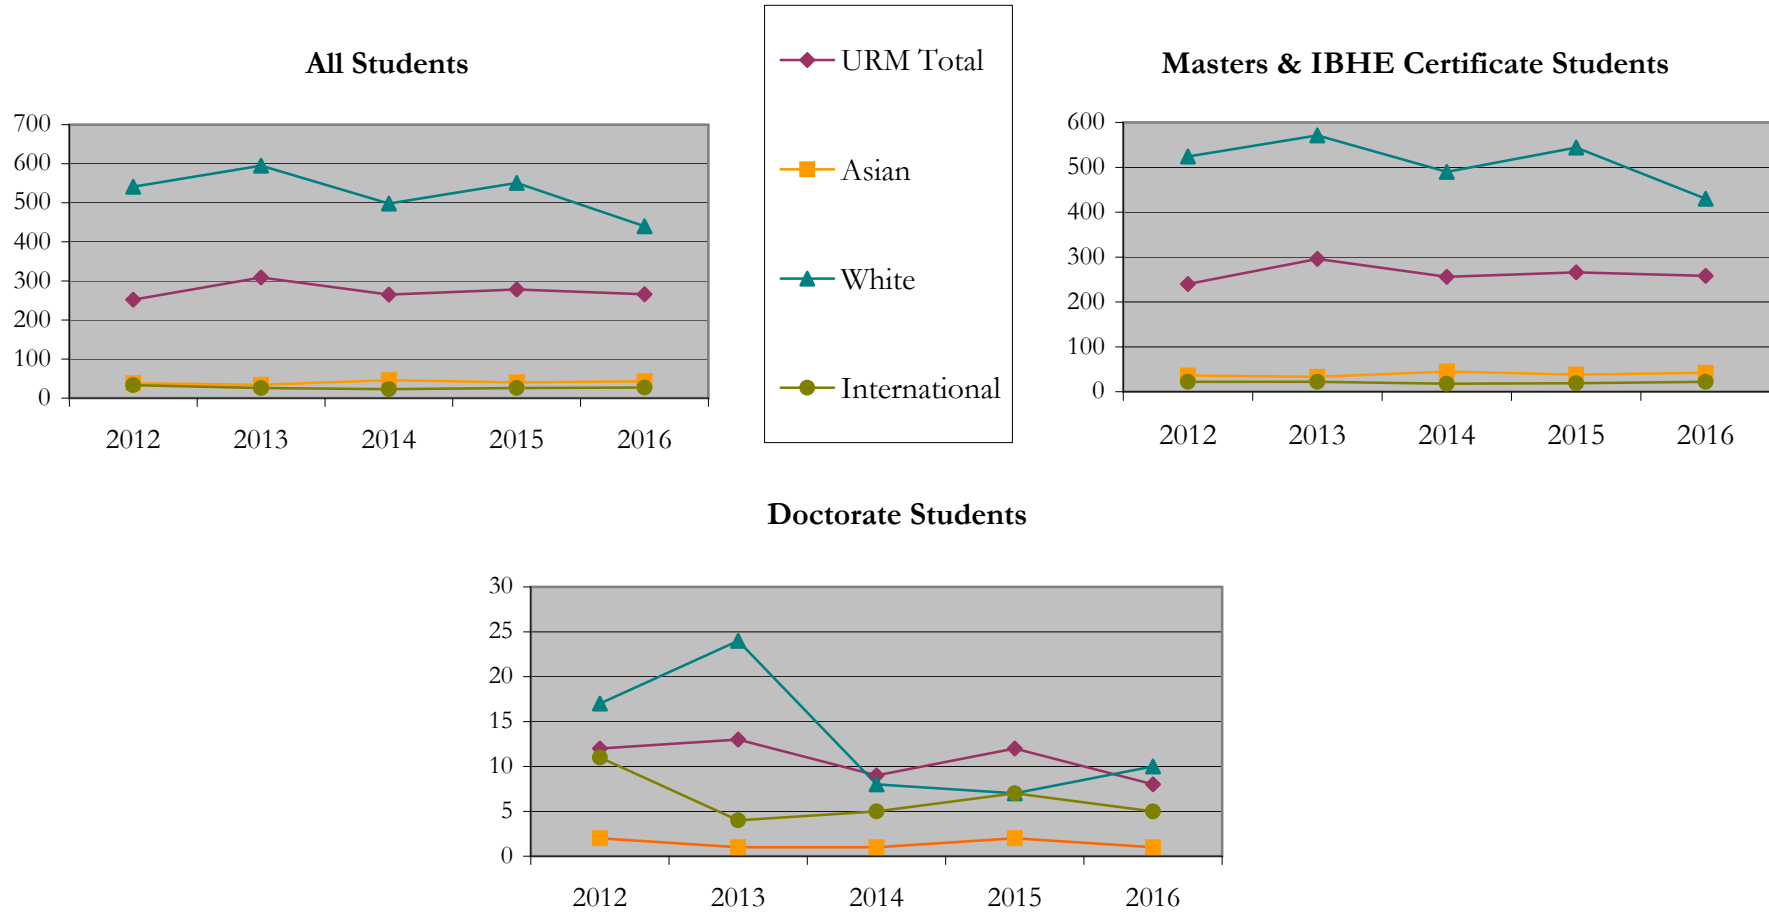 All Students
700
600
500
400
300
200
100
0
2012 2013 2014 2015 2016
URM Total
Asian
White
International
Masters & IBHE Certificate Students
600
500
400
300
200
100
0
2012 2013 2014 2015 2016
Doctorate Students
30
25
20
15
10
5
0
2012 2013 2014 2015 2016